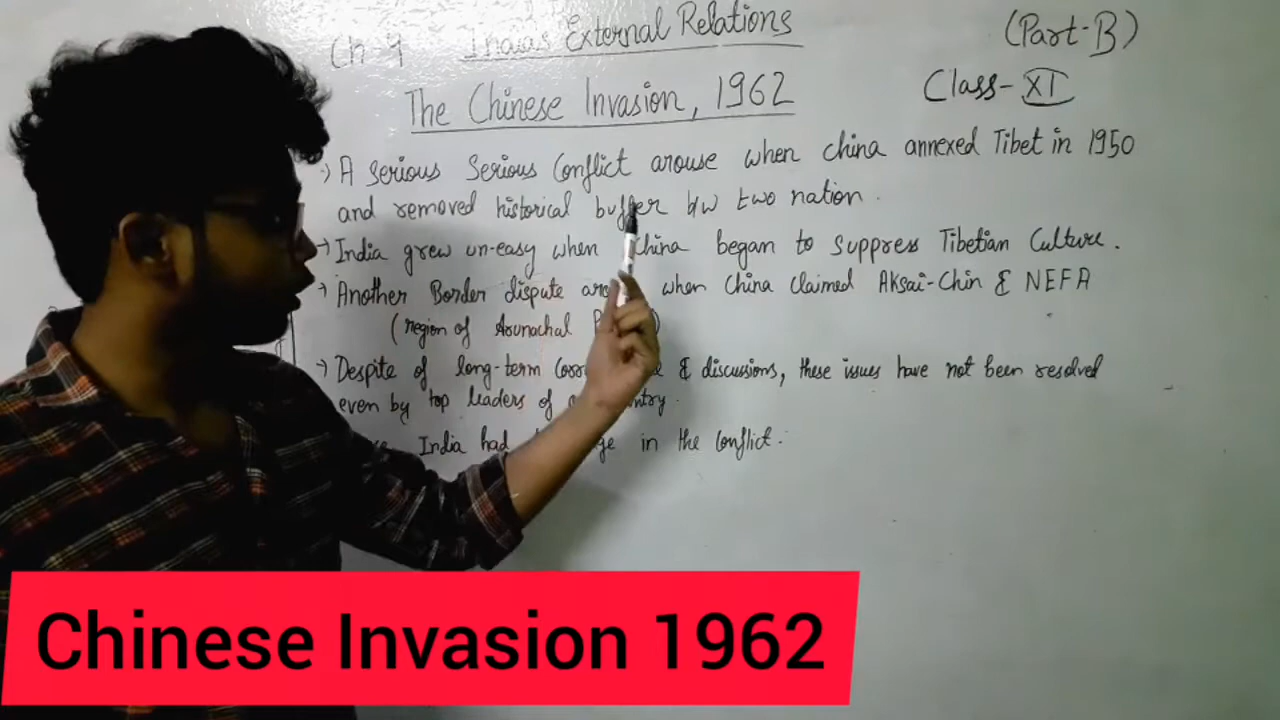 Ch-4 India's External Relations (Part-B)
The Chinese Invasion, 1962 Class-XI
→ A serious serious Conflict arouse when china annexed Tibet in 1950
and removed historical buffer b/w two nation.
→ India grew un-easy when China began to suppress Tibetian Culture.
→ Another Border dispute when China claimed Aksai-Chin & NEFA
(region of Arunachal
→ Despite of long-term & discussions, these issues have not been resolved
even by top leaders of
India had in the Conflict.
Chinese Invasion 1962